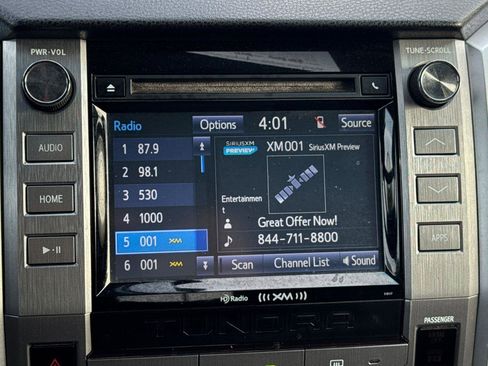 PWR•VOL
TUNE•SCROLL
Radio
Options
4:01
Source
1 87.9
2 98.1
3 530
4 1000
5 001 XM
6 001 XM
SIRIUSXM
PREVIEW
XM001 SiriusXM Preview
Entertainmen
t
Great Offer Now!
844-711-8800
Scan
Channel List
Sound
AUDIO
HOME
APPS
HD Radio
(((XM)))
TUNDRA
PASSENGER